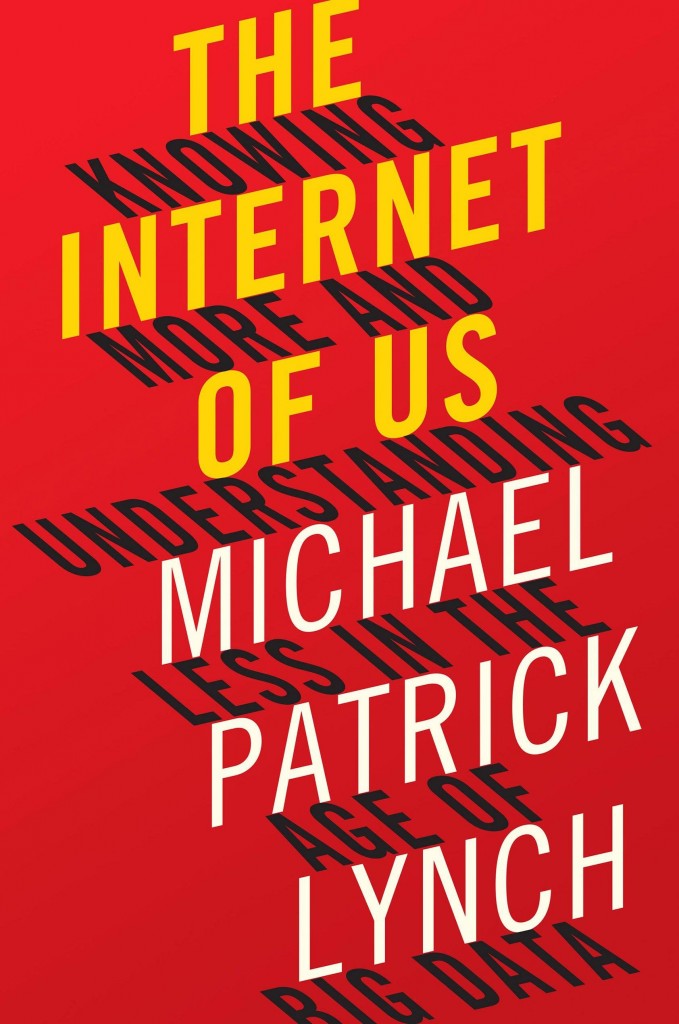 THE
KNOWING
INTERNET
MORE AND
OF US
UNDERSTANDING
MICHAEL
LESS IN THE
PATRICK
AGE OF
LYNCH
BIG DATA